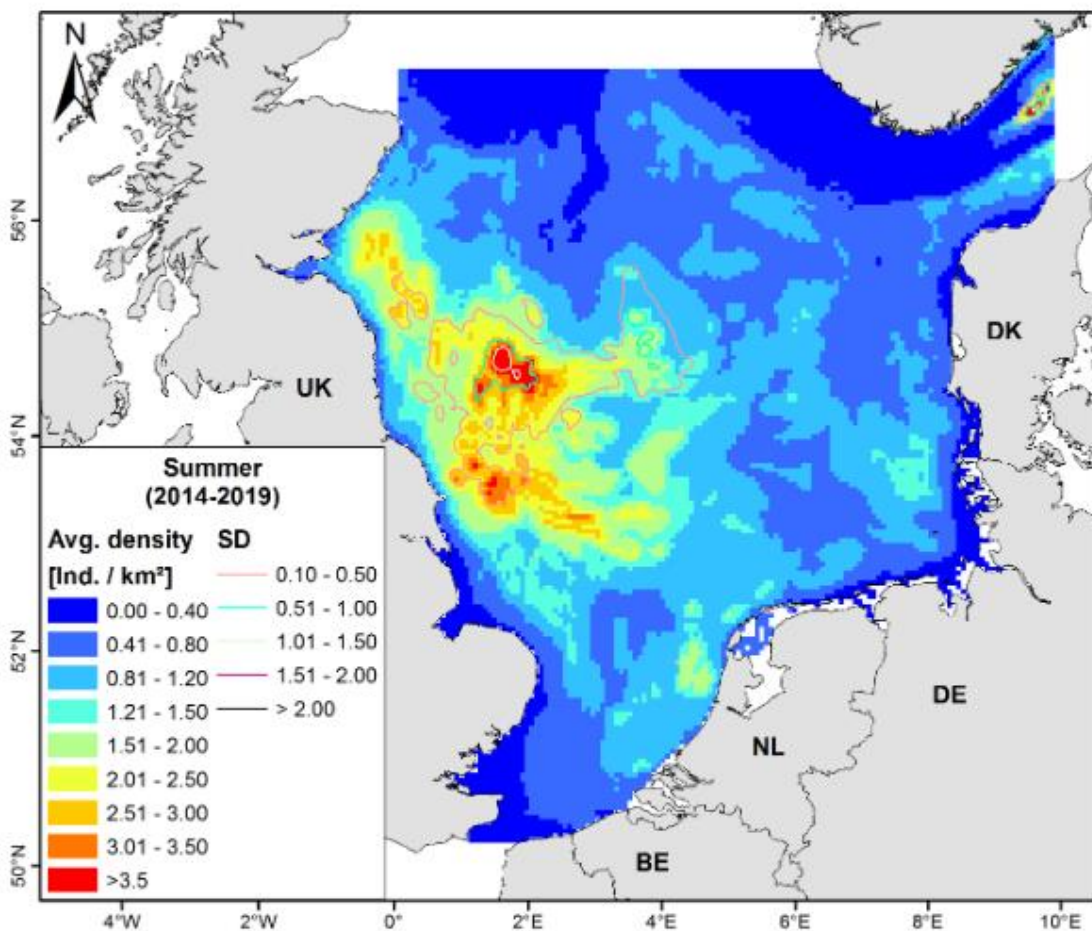 N
56°N
54°N
52°N
50°N
UK
DK
DE
NL
BE
Summer
(2014-2019)
Avg. density SD
[Ind. / km²]
0.00 - 0.40
0.41 - 0.80
0.81 - 1.20
1.21 - 1.50
1.51 - 2.00
2.01 - 2.50
2.51 - 3.00
3.01 - 3.50
>3.5
0.10 - 0.50
0.51 - 1.00
1.01 - 1.50
1.51 - 2.00
> 2.00
4°W 2°W 0° 2°E 4°E 6°E 8°E 10°E